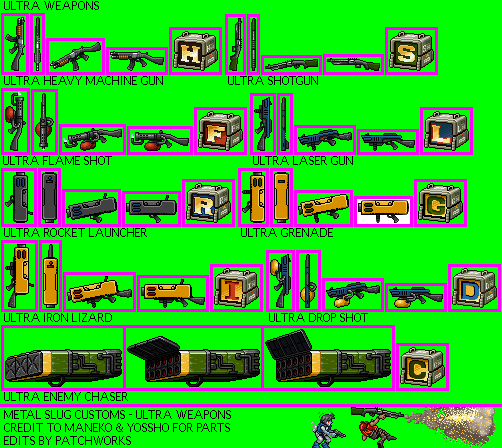 ULTRA WEAPONS
H
S
ULTRA HEAVY MACHINE GUN
ULTRA SHOTGUN
F
L
ULTRA FLAME SHOT
ULTRA LASER GUN
R
G
ULTRA ROCKET LAUNCHER
ULTRA GRENADE
I
D
ULTRA IRON LIZARD
ULTRA DROP SHOT
C
ULTRA ENEMY CHASER
METAL SLUG CUSTOMS - ULTRA WEAPONS
CREDIT TO MANEKO & YOSSHO FOR PARTS
EDITS BY PATCHWORKS